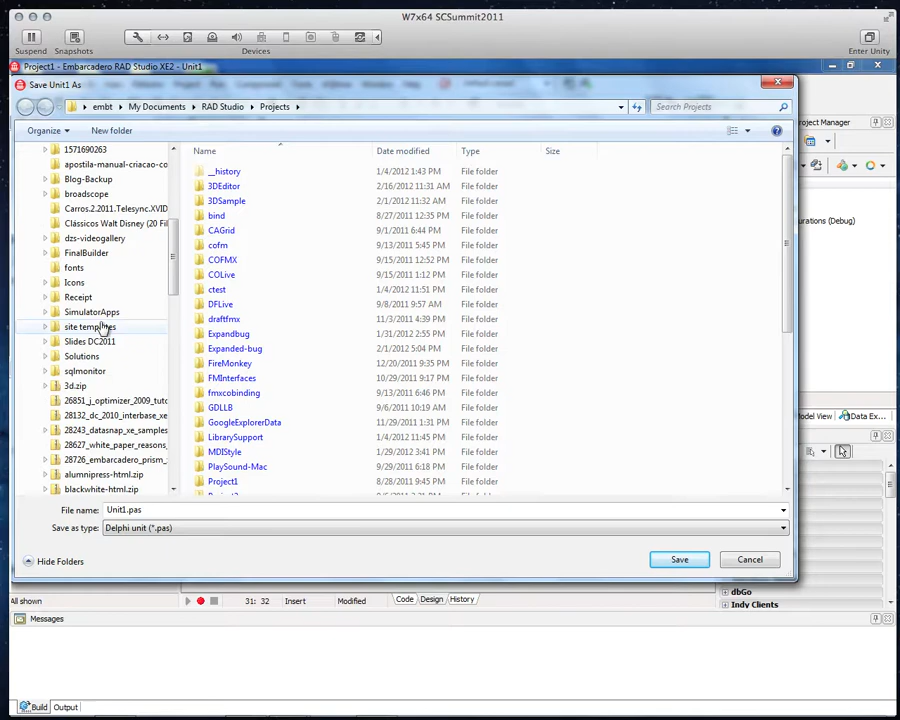 W7x64 SCSummit2011
Suspend Snapshots Devices Enter Unity
Project1 - Embarcadero RAD Studio XE2 - Unit1
Save Unit1 As
embt My Documents RAD Studio Projects Search Projects
Organize New folder
roject Manager
Name Date modified Type Size
1571690263
apostila-manual-criacao-co
Blog-Backup
broadscope
Carros.2.2011.Telesync.XVID
Clássicos Walt Disney (20 Fil
dzs-videogallery
FinalBuilder
fonts
Icons
Receipt
SimulatorApps
site temp es
Slides DC2011
Solutions
sqlmonitor
3d.zip
26851_j_optimizer_2009_tuto
28132_dc_2010_interbase_xe
28243_datasnap_xe_samples
28627_white_paper_reasons_
28726_embarcadero_prism_x
alumnipress-html.zip
blackwhite-html.zip
__history 1/4/2012 1:43 PM File folder
3DEditor 2/16/2012 11:31 AM File folder
3DSample 2/1/2012 11:32 AM File folder
bind 8/27/2011 12:35 PM File folder
CAGrid 9/1/2011 6:44 PM File folder
cofm 9/13/2011 5:45 PM File folder
COFMX 9/15/2011 12:52 PM File folder
COLive 9/15/2011 1:12 PM File folder
ctest 1/4/2012 11:51 PM File folder
DFLive 9/8/2011 9:57 AM File folder
draftfmx 11/3/2011 4:39 PM File folder
Expandbug 1/31/2012 2:55 PM File folder
Expanded-bug 2/1/2012 5:04 PM File folder
FireMonkey 12/20/2011 9:35 PM File folder
FMInterfaces 10/29/2011 9:17 PM File folder
fmxcobinding 9/13/2011 6:46 PM File folder
GDLLB 9/6/2011 10:19 AM File folder
GoogleExplorerData 11/29/2011 1:31 PM File folder
LibrarySupport 1/4/2012 11:45 PM File folder
MDIStyle 1/29/2012 3:41 PM File folder
PlaySound-Mac 9/29/2011 6:18 PM File folder
Project1 8/28/2011 9:45 PM File folder
urations (Debug)
odel View Data Ex...
File name: Unit1.pas
Save as type: Delphi unit (*.pas)
Hide Folders Save Cancel
dbGo
Indy Clients
All shown 31: 32 Insert Modified Code Design History
Messages
Build Output